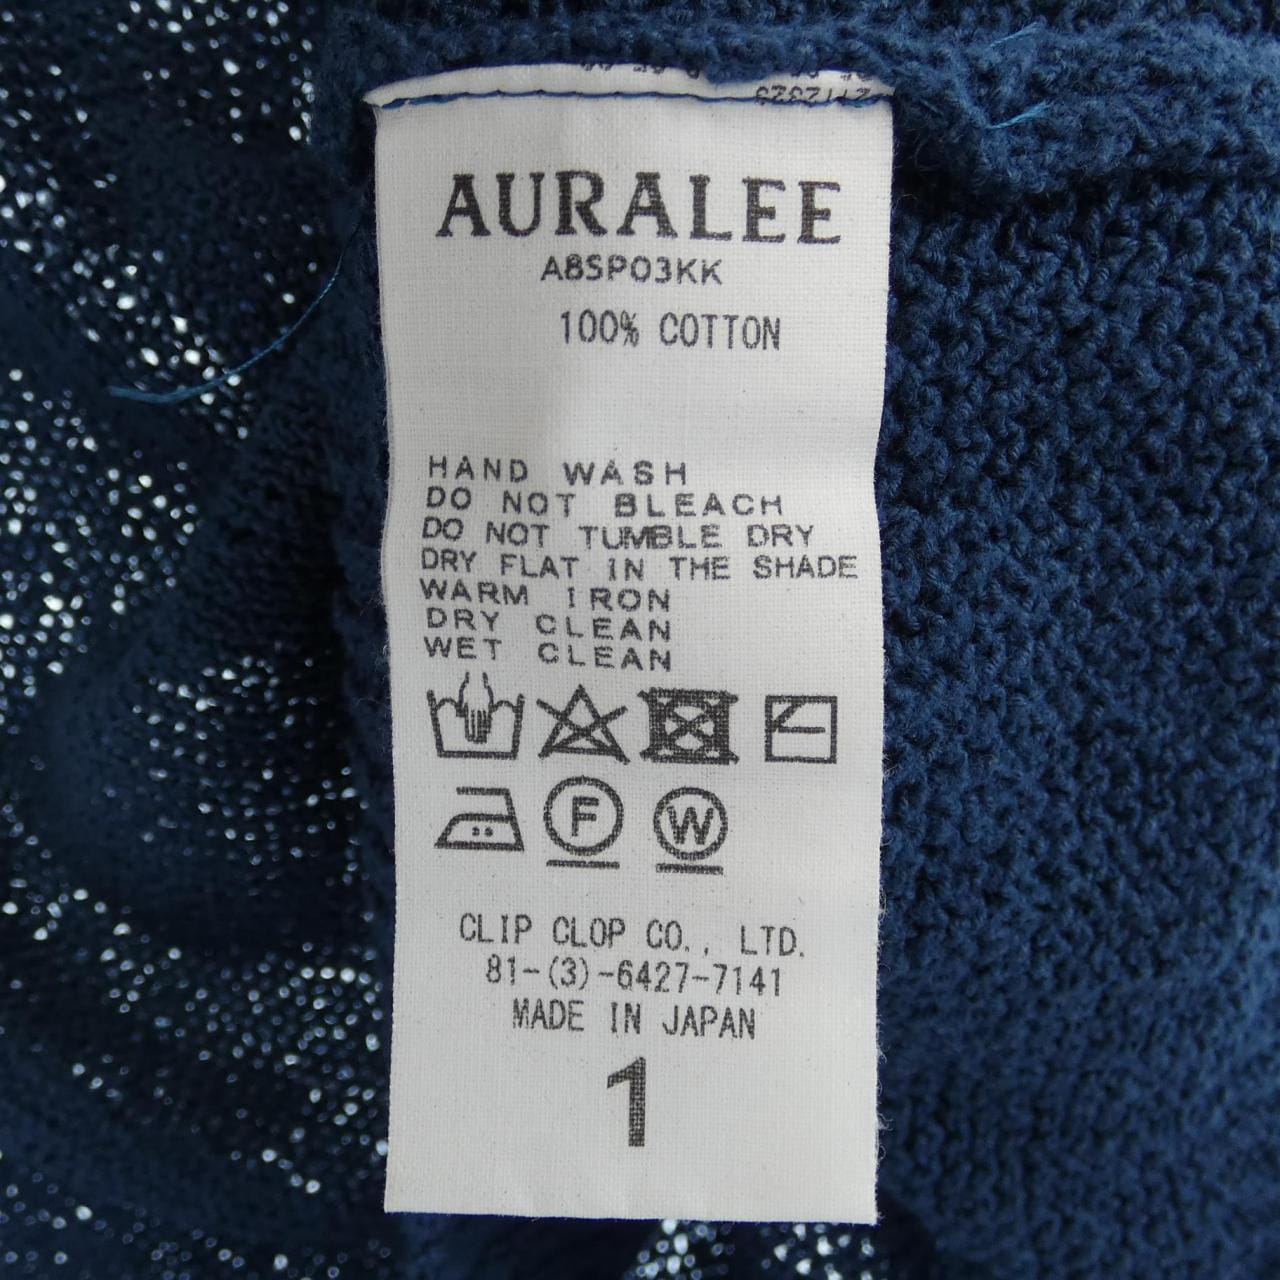 AURALEE
A8SP03KK
100% COTTON
HAND WASH
DO NOT BLEACH
DO NOT TUMBLE DRY
DRY FLAT IN THE SHADE
WARM IRON
DRY CLEAN
WET CLEAN
F
W
CLIP CLOP CO., LTD.
81-(3)-6427-7141
MADE IN JAPAN
1